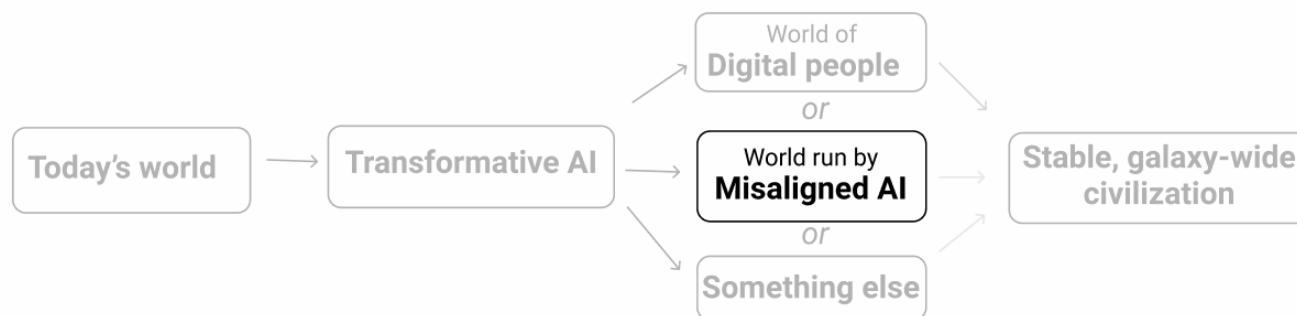 Today's world
Transformative AI
World of
Digital people
or
World run by
Misaligned AI
or
Something else
Stable, galaxy-wide
civilization